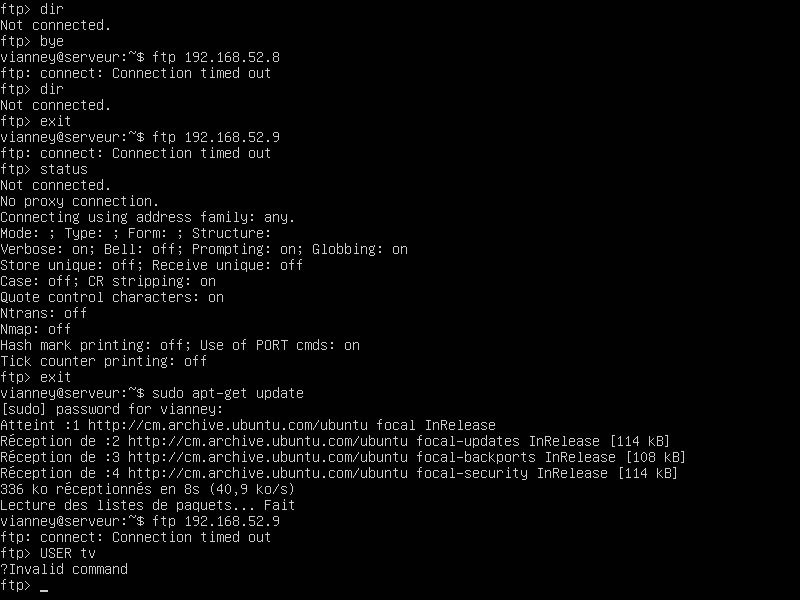 ftp> dir
Not connected.
ftp> bye
vianney@serveur:~$ ftp 192.168.52.8
ftp: connect: Connection timed out
ftp> dir
Not connected.
ftp> exit
vianney@serveur:~$ ftp 192.168.52.9
ftp: connect: Connection timed out
ftp> status
Not connected.
No proxy connection.
Connecting using address family: any.
Mode: ; Type: ; Form: ; Structure:
Verbose: on; Bell: off; Prompting: on; Globbing: on
Store unique: off; Receive unique: off
Case: off; CR stripping: on
Quote control characters: on
Ntrans: off
Nmap: off
Hash mark printing: off; Use of PORT cmds: on
Tick counter printing: off
ftp> exit
vianney@serveur:~$ sudo apt-get update
[sudo] password for vianney:
Atteint :1 http://cm.archive.ubuntu.com/ubuntu focal InRelease
Réception de :2 http://cm.archive.ubuntu.com/ubuntu focal-updates InRelease [114 kB]
Réception de :3 http://cm.archive.ubuntu.com/ubuntu focal-backports InRelease [108 kB]
Réception de :4 http://cm.archive.ubuntu.com/ubuntu focal-security InRelease [114 kB]
336 ko réceptionnés en 8s (40,9 ko/s)
Lecture des listes de paquets... Fait
vianney@serveur:~$ ftp 192.168.52.9
ftp: connect: Connection timed out
ftp> USER tv
?Invalid command
ftp> _